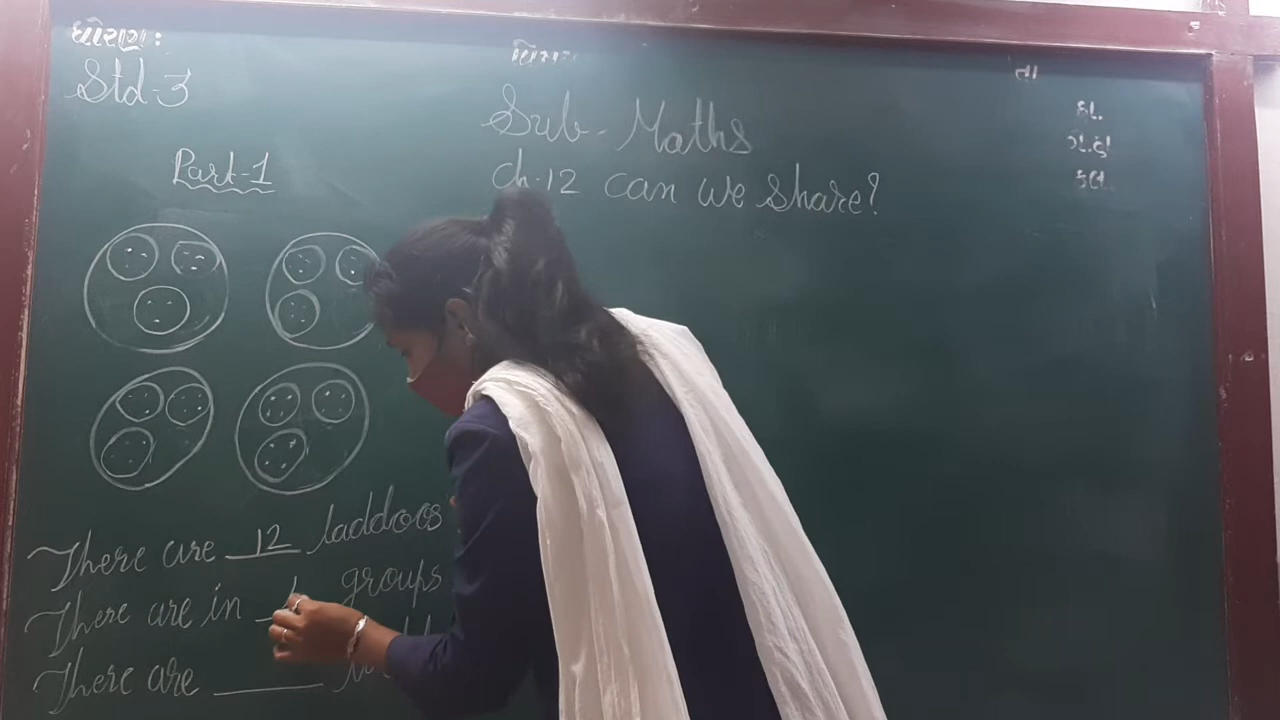 ધોરણ:
Std-3
તા
Sub-Maths
ch-12 can we share?
Part-1
There are 12 laddoos
There are in groups
There are